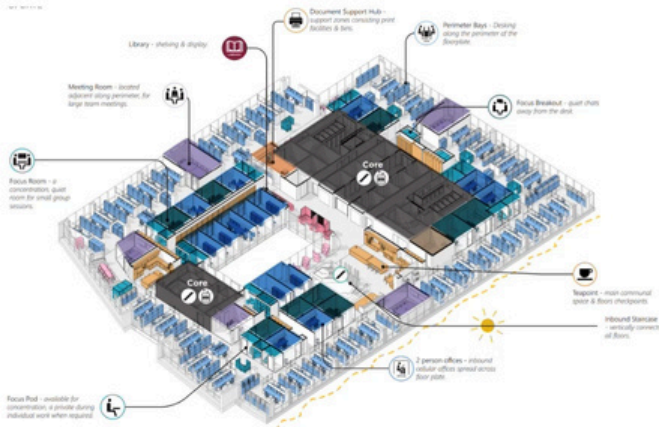 Document Support Hub -
support zones consisting print
facilities & bins.
Perimeter Bays - Desking
along the perimeter of the
floorplate.
Library - shelving & display
Meeting Room - located
adjacent along perimeter, for
large team meetings.
Focus Breakout - quiet chats
away from the desk.
Core
Focus Room - a
concentration, quiet
room for small group
sessions.
Core
Teapoint - main communal
space & floors checkpoints.
Inbound Staircase
- vertically connect
all floors.
2 person offices - inbound
cellular offices spread across
floor plate.
Focus Pod - available for
concentration, a private during
individual work when required.